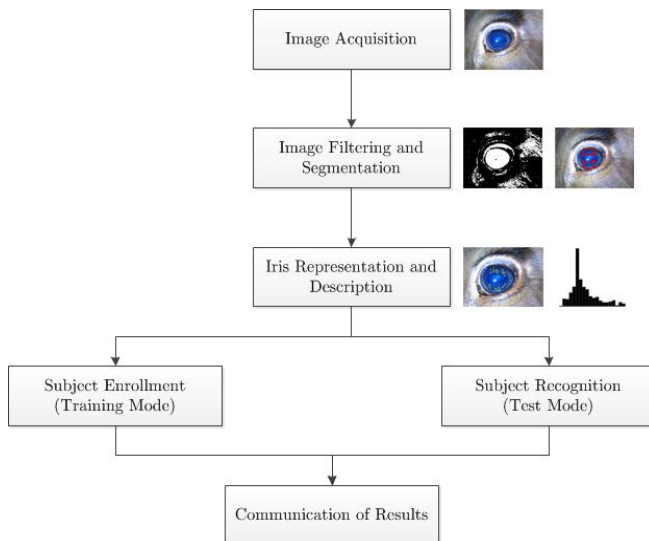 Image Acquisition
Image Filtering and
Segmentation
Iris Representation and
Description
Subject Enrollment
(Training Mode)
Subject Recognition
(Test Mode)
Communication of Results